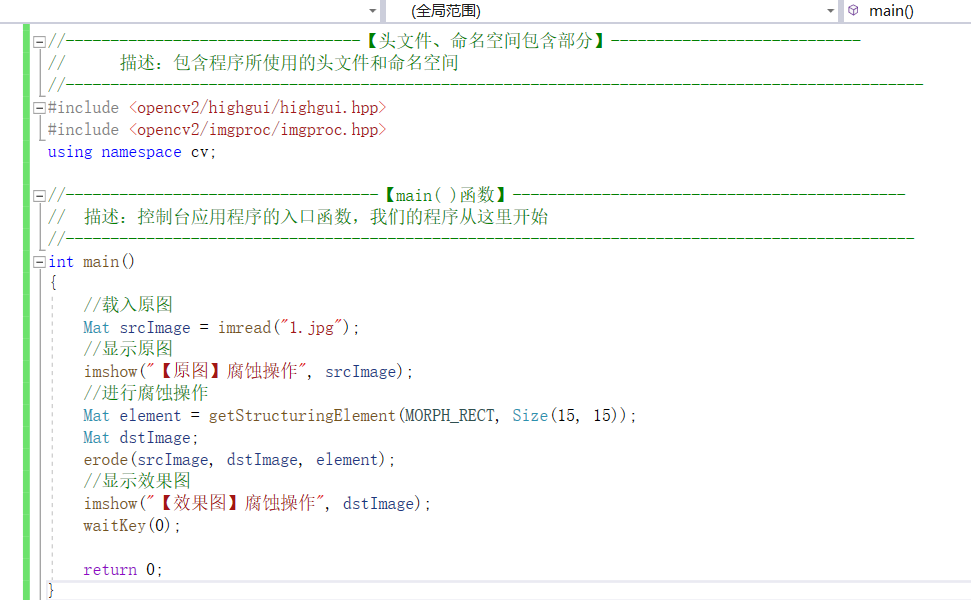 (全局范围) main()
//----------------------------------【头文件、命名空间包含部分】----------------------------
// 描述：包含程序所使用的头文件和命名空间
//------------------------------------------------------------------------------------------------
#include <opencv2/highgui/highgui.hpp>
#include <opencv2/imgproc/imgproc.hpp>
using namespace cv;
//-----------------------------------【main( )函数】--------------------------------------------
// 描述：控制台应用程序的入口函数，我们的程序从这里开始
//-----------------------------------------------------------------------------------------------
int main()
{
//载入原图
Mat srcImage = imread("1.jpg");
//显示原图
imshow("【原图】腐蚀操作", srcImage);
//进行腐蚀操作
Mat element = getStructuringElement(MORPH_RECT, Size(15, 15));
Mat dstImage;
erode(srcImage, dstImage, element);
//显示效果图
imshow("【效果图】腐蚀操作", dstImage);
waitKey(0);
return 0;
}